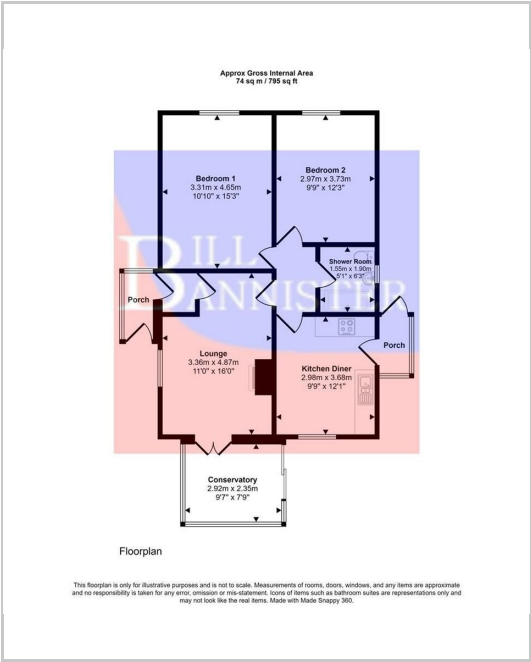 Approx Gross Internal Area
74 sq m / 795 sq ft
Bedroom 1
3.31m x 4.65m
10'10" x 15'3"
Bedroom 2
2.97m x 3.73m
9'9" x 12'3"
BILL
BANNISTER
Shower Room
1.55m x 1.90m
5'1" x 6'3"
Porch
Lounge
3.36m x 4.87m
11'0" x 16'0"
Kitchen Diner
2.98m x 3.68m
9'9" x 12'1"
Porch
Conservatory
2.92m x 2.35m
9'7" x 7'9"
Floorplan
This floorplan is only for illustrative purposes and is not to scale. Measurements of rooms, doors, windows, and any items are approximate
and no responsibility is taken for any error, omission or mis-statement. Icons of items such as bathroom suites are representations only and
may not look like the real items. Made with Made Snappy 360.